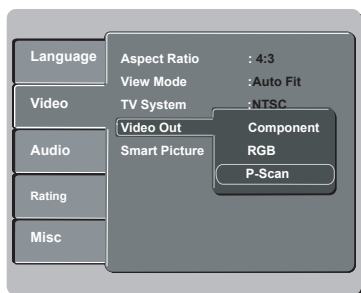 Language
Video
Audio
Rating
Misc
Aspect Ratio : 4:3
View Mode :Auto Fit
TV System :NTSC
Video Out
Smart Picture
Component
RGB
P-Scan